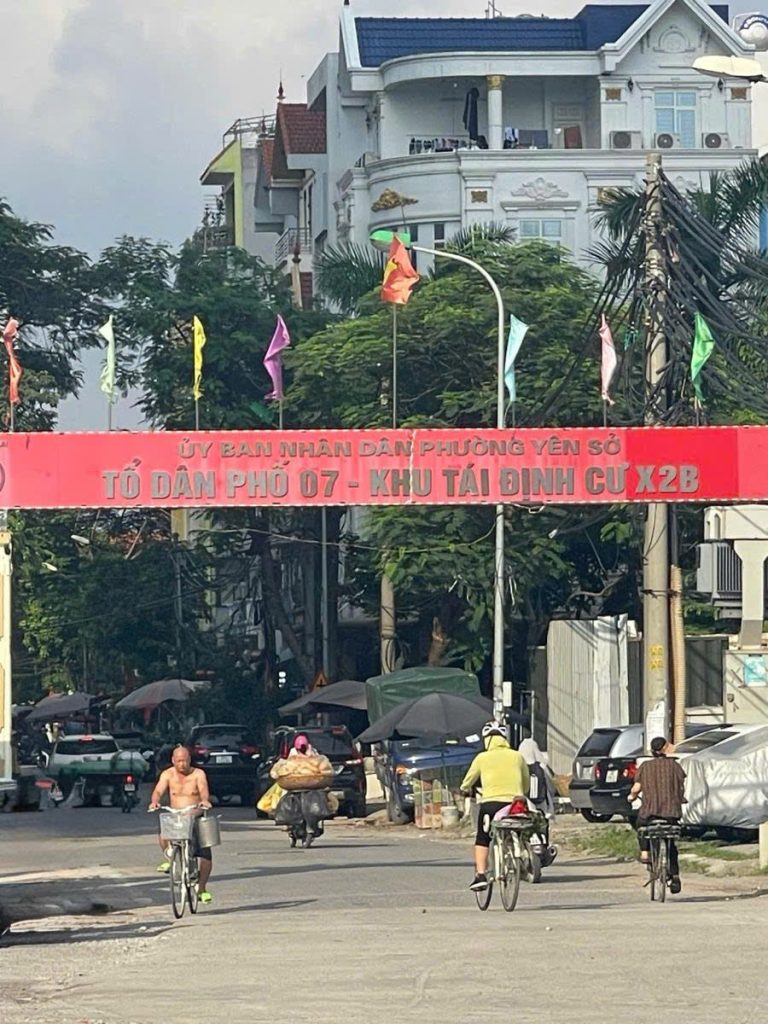 ỦY BAN NHÂN DÂN PHƯỜNG YÊN SỞ
TỔ DÂN PHỐ 07 - KHU TÁI ĐỊNH CƯ X2B